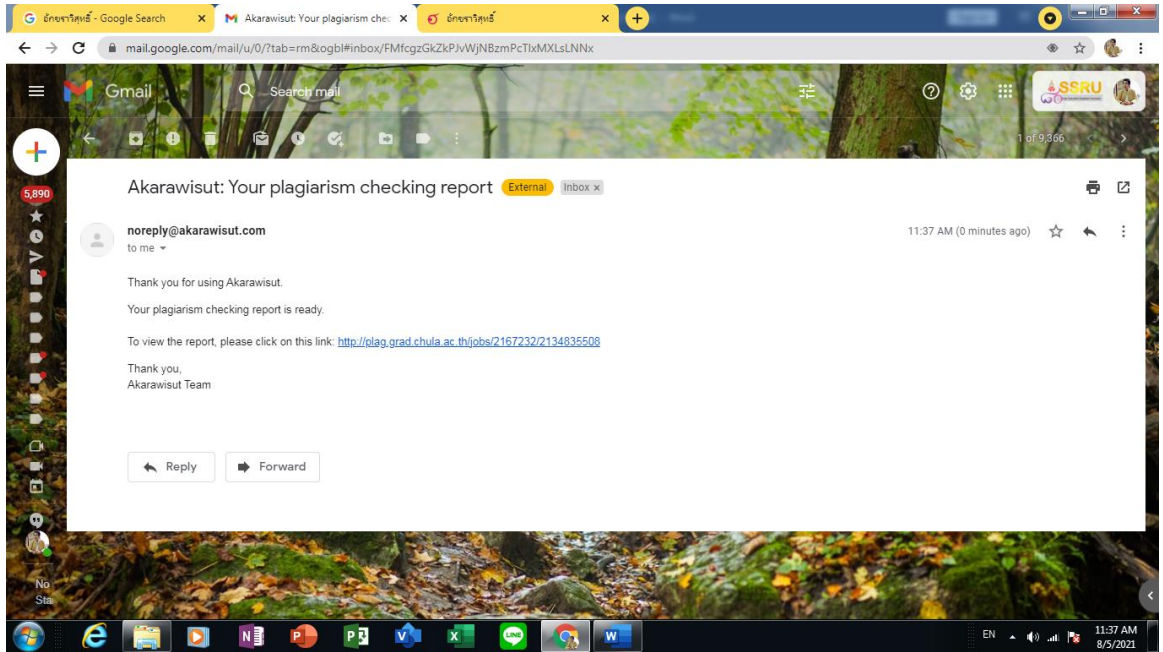 อักขราวิสุทธิ์ - Google Search
Akarawisut: Your plagiarism chec
อักขราวิสุทธิ์
mail.google.com/mail/u/0/?tab=rm&ogbl#inbox/FMfcgzGkZkPJvWjNBzmPcTlxMXLsLNNx
Gmail
Search mail
SSRU
1 of 9,366
5,890
Akarawisut: Your plagiarism checking report External Inbox x
noreply@akarawisut.com
11:37 AM (0 minutes ago)
to me
Thank you for using Akarawisut.
Your plagiarism checking report is ready.
To view the report, please click on this link: http://plag.grad.chula.ac.th/jobs/2167232/2134835508
Thank you,
Akarawisut Team
Reply
Forward
No
Sta
LINE
EN
11:37 AM
8/5/2021